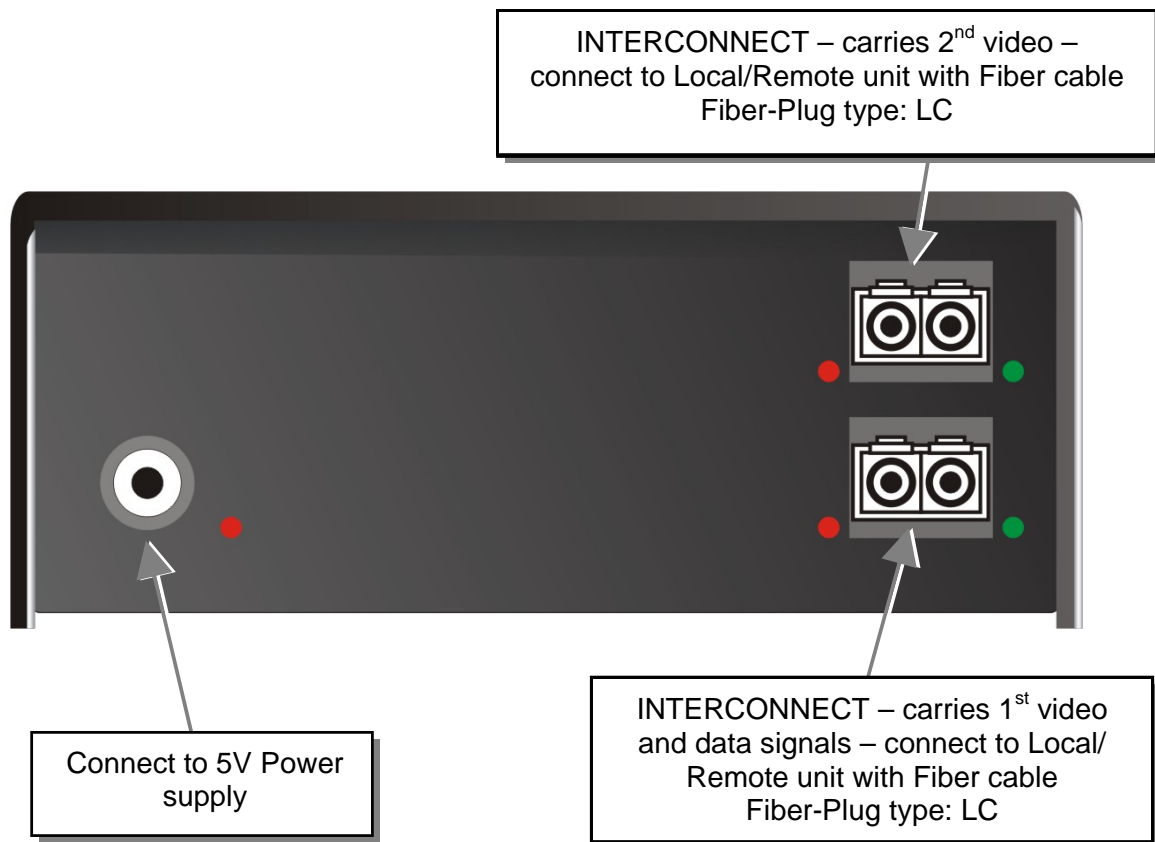 INTERCONNECT – carries 2nd video –
connect to Local/Remote unit with Fiber cable
Fiber-Plug type: LC
Connect to 5V Power
supply
INTERCONNECT – carries 1st video
and data signals – connect to Local/
Remote unit with Fiber cable
Fiber-Plug type: LC